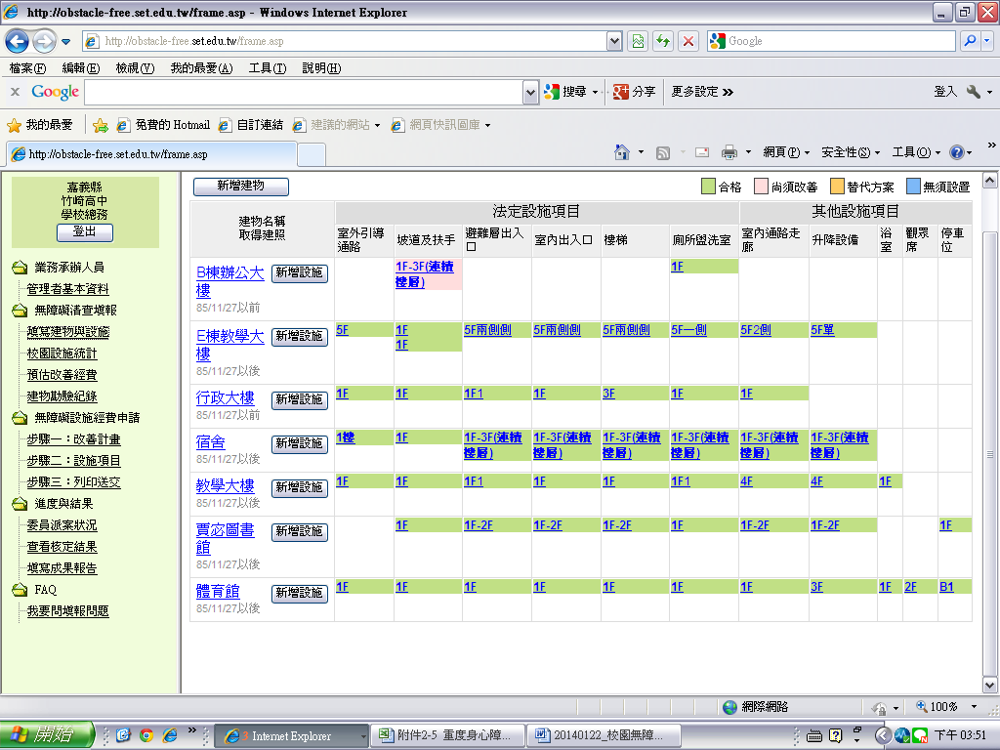 http://obstacle-free.set.edu.tw/frame.asp - Windows Internet Explorer
http://obstacle-free.set.edu.tw/frame.asp
Google
檔案(F) 編輯(E) 檢視(V) 我的最愛(A) 工具(T) 說明(H)
x Google 搜尋 分享 更多設定 » 登入
我的最愛 免費的 Hotmail 自訂連結 建議的網站 網頁快訊圖庫
http://obstacle-free.set.edu.tw/frame.asp
網頁(P) 安全性(S) 工具(O) »
嘉義縣
竹崎高中
學校總務
登出
業務承辦人員
管理者基本資料
無障礙清查填報
填寫建物與設施
校園設施統計
預估改善經費
建物勘驗紀錄
無障礙設施經費申請
步驟一：改善計畫
步驟二：設施項目
步驟三：列印送交
進度與結果
委員派案狀況
查看核定結果
填寫成果報告
FAQ
我要問填報問題
新增建物
合格 尚須改善 替代方案 無須設置
建物名稱
取得建照
法定設施項目 其他設施項目
室外引導通路 坡道及扶手 避難層出入口 室內出入口 樓梯 廁所盥洗室 室內通路走廊 升降設備 浴室 觀眾席 停車位
B棟辦公大樓 新增設施
85/11/27,以前
1F-3F(連續樓層) 1F
E棟教學大樓 新增設施
85/11/27,以後
5F 1F 5F兩側側 5F兩側側 5F兩側側 5F一側 5F2側 5F單
1F
行政大樓 新增設施
85/11/27,以前
1F 1F 1F1 1F 3F 1F 1F
宿舍 新增設施
85/11/27,以後
1樓 1F 1F-3F(連續樓層) 1F-3F(連續樓層) 1F-3F(連續樓層) 1F-3F(連續樓層) 1F-3F(連續樓層) 1F-3F(連續樓層)
教學大樓 新增設施
85/11/27,以後
1F 1F 1F1 1F 1F 1F1 4F 4F 1F
賈宓圖書館 新增設施
85/11/27,以後
1F 1F-2F 1F-2F 1F-2F 1F 1F-2F 1F-2F 1F
體育館 新增設施
85/11/27,以後
1F 1F 1F 1F 1F 1F 1F 3F 1F 2F B1
網際網路 100%
開始 » 3 Internet Explorer 附件2-5 重度身心障... 20140122_校園無障... 下午 03:51